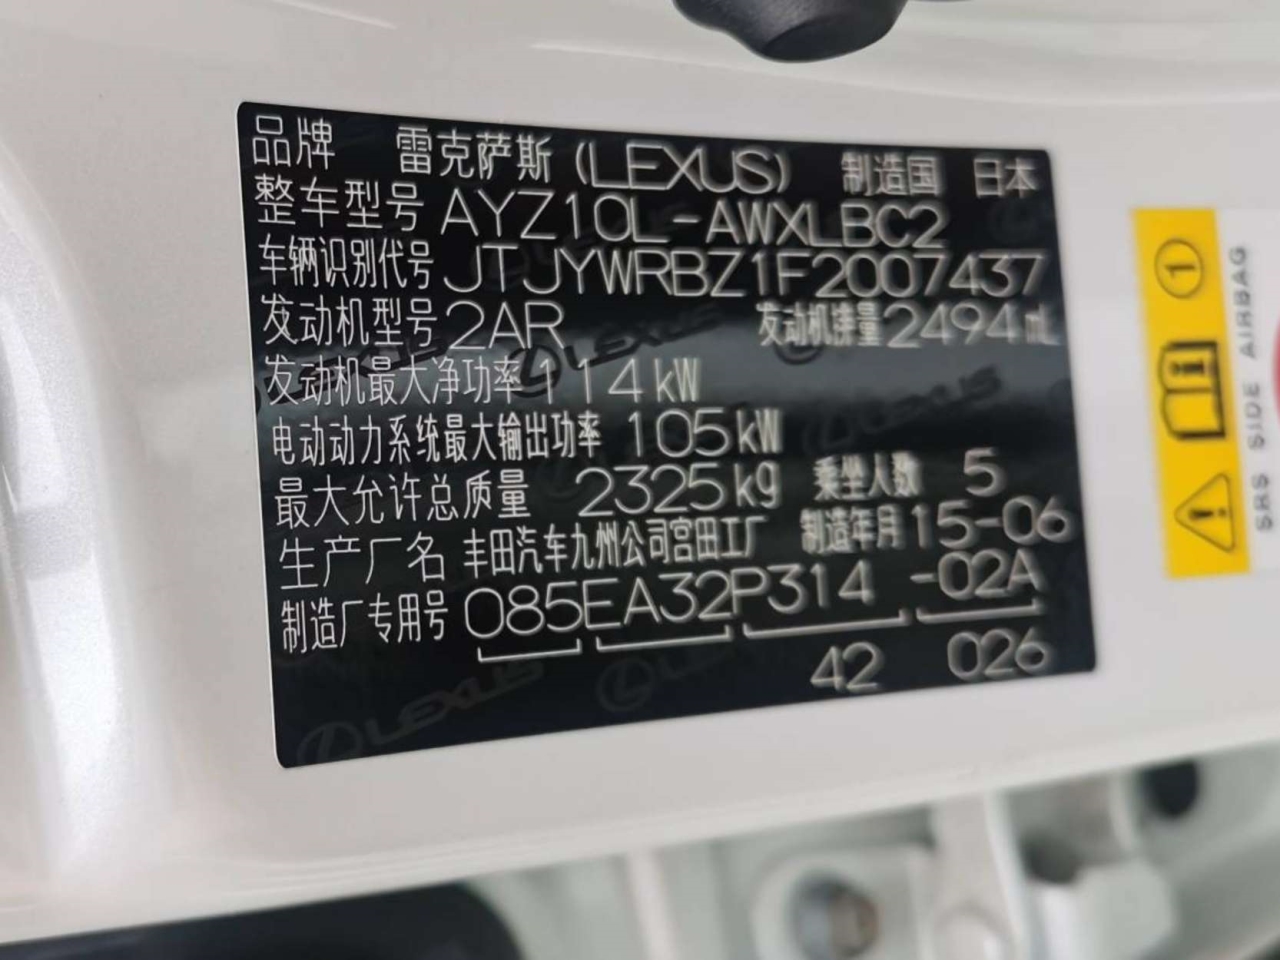 品牌 雷克萨斯 (LEXUS) 制造国 日本
整车型号 AYZ10L-AWXLBC2
车辆识别代号 JTJYWRBZ1F2007437
发动机型号 2AR 发动机排量 2494mL
发动机最大净功率 114kW
电动动力系统最大输出功率 105kW
最大允许总质量 2325kg 乘坐人数 5
生产厂名 丰田汽车九州公司宫田工厂 制造年月 15-06
制造厂专用号 085EA32P314-02A
42 026
SRS SIDE AIRBAG